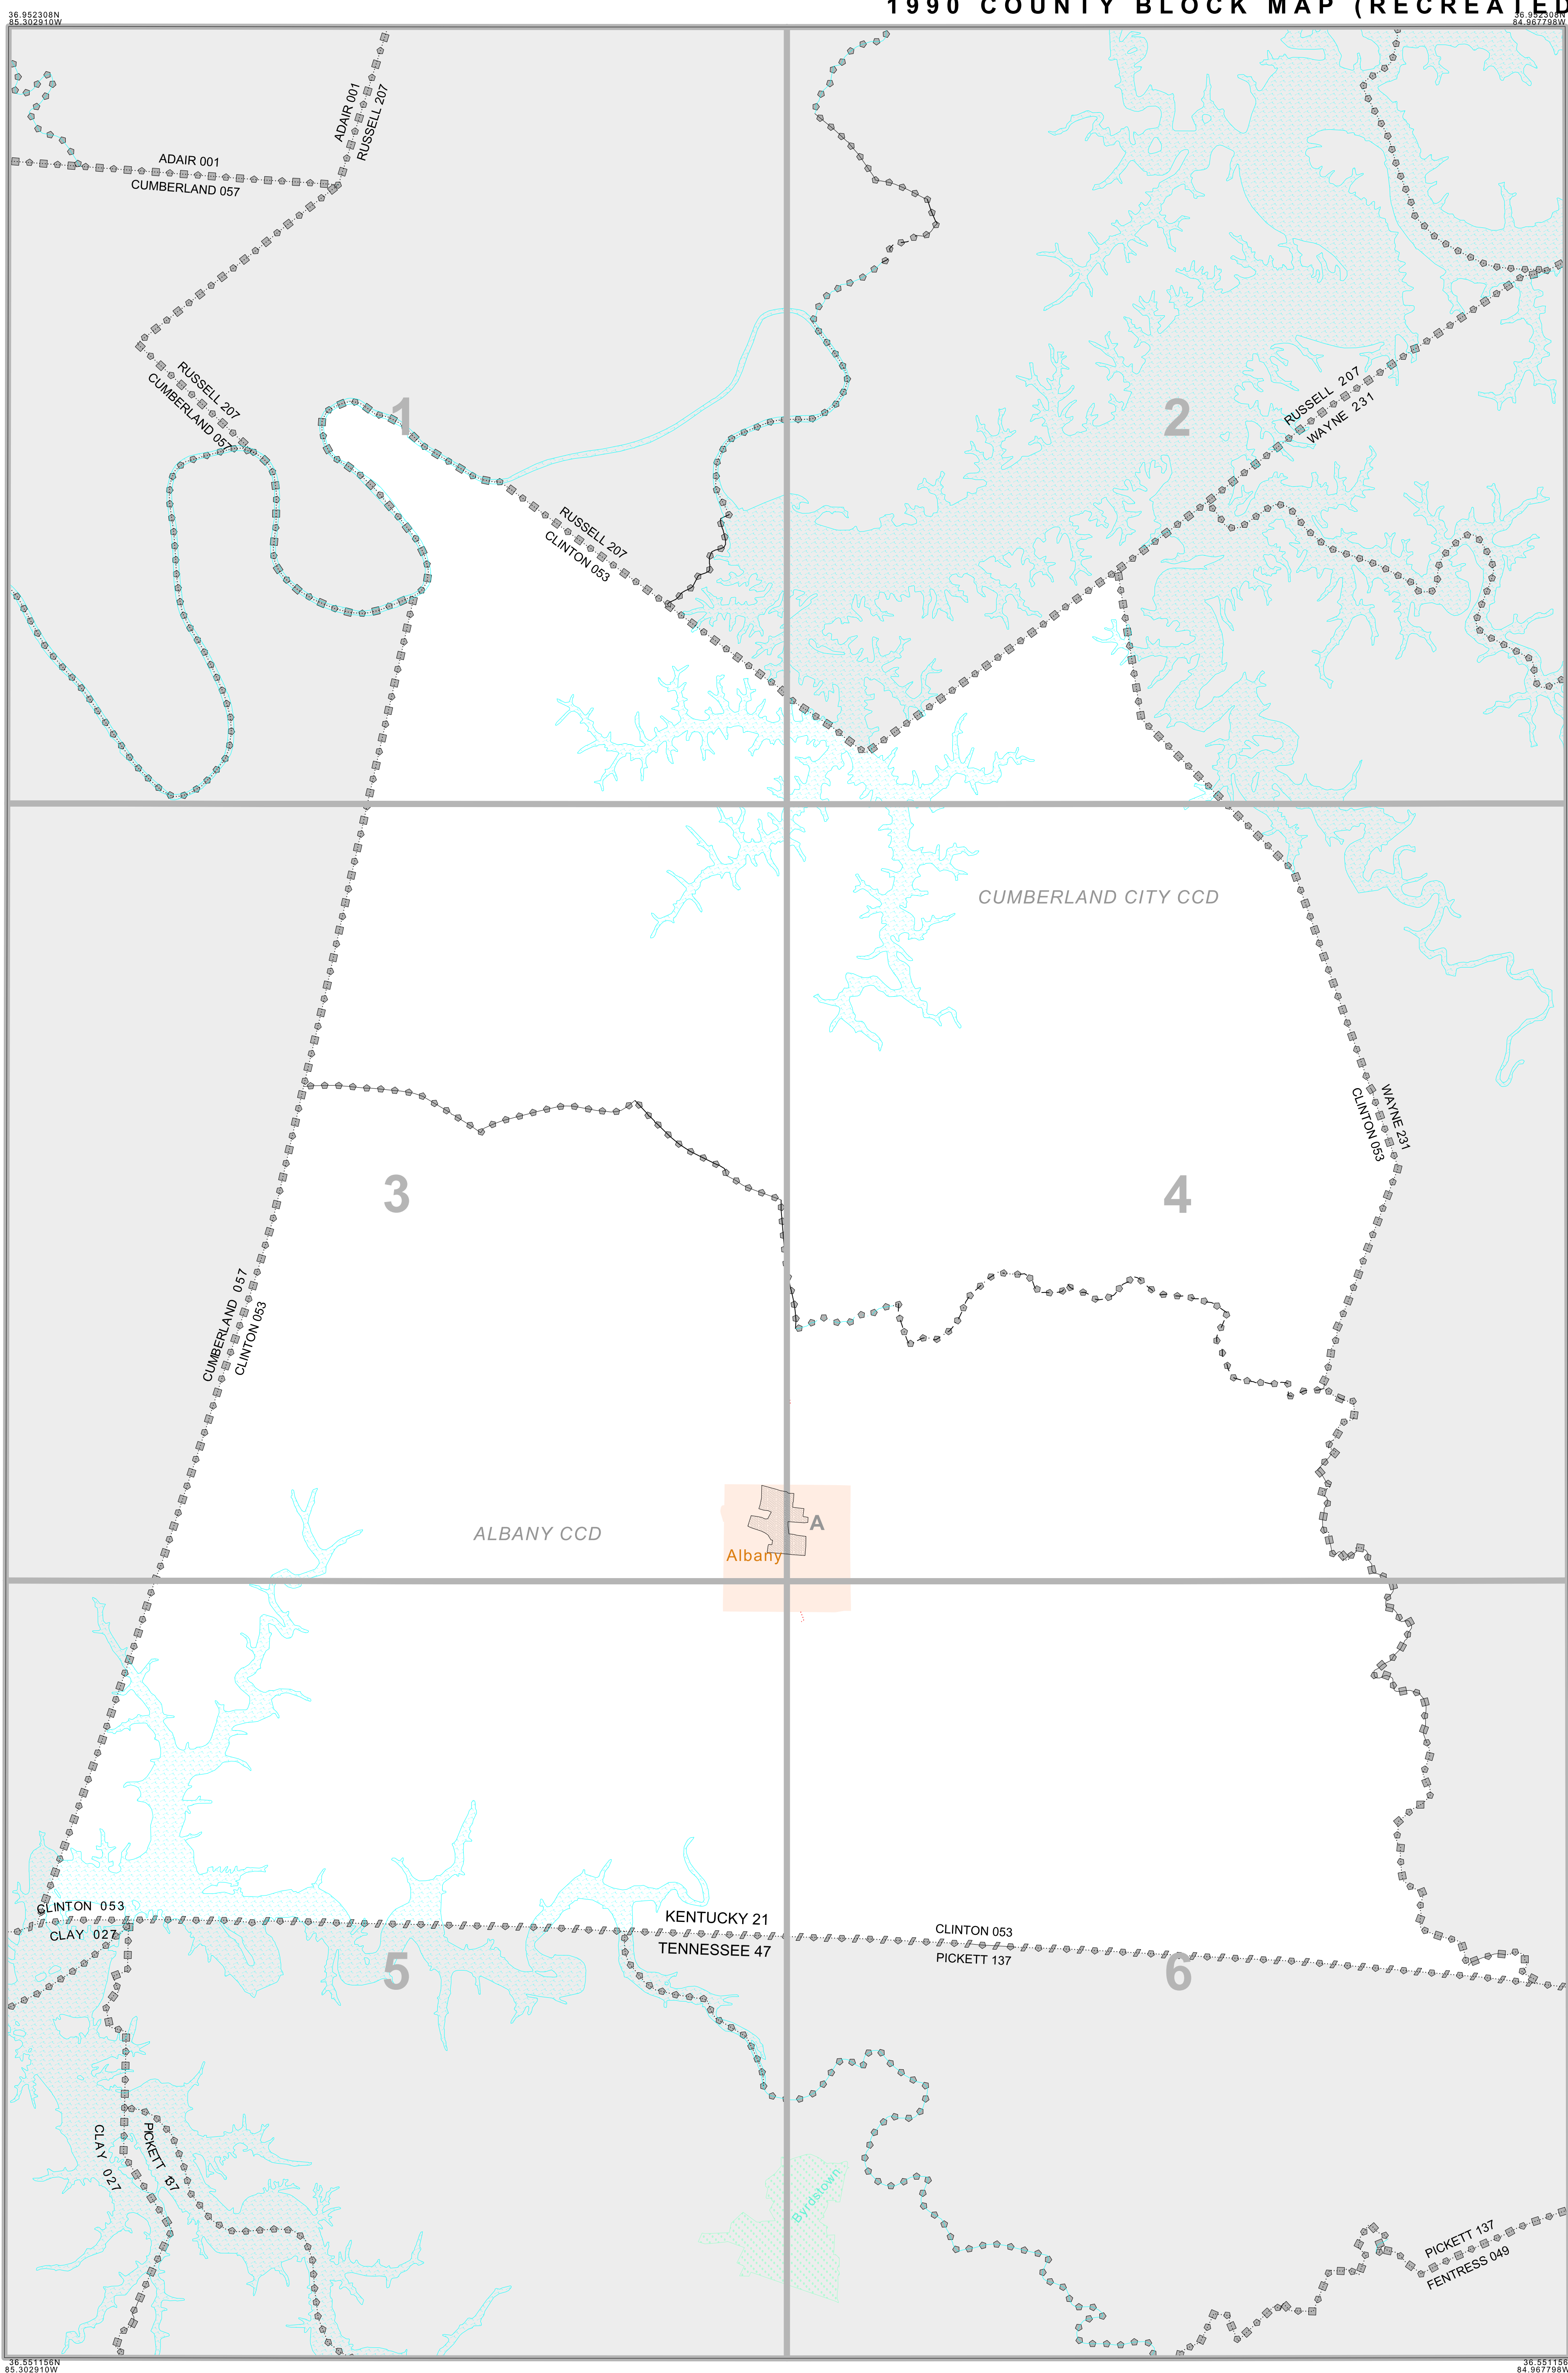 1990 COUNTY BLOCK MAP (RECREATED
36.952308N
85.302910W
36.952308N
84.967798W
ADAIR 001
RUSSELL 207
ADAIR 001
CUMBERLAND 057
RUSSELL 207
CUMBERLAND 057
1
2
RUSSELL 207
WAYNE 231
RUSSELL 207
CLINTON 053
CUMBERLAND CITY CCD
WAYNE 231
CLINTON 053
3
4
CUMBERLAND 057
CLINTON 053
ALBANY CCD
A
Albany
CLINTON 053
CLAY 027
KENTUCKY 21
TENNESSEE 47
CLINTON 053
PICKETT 137
5
6
CLAY 027
PICKETT 137
Byrdstown
PICKETT 137
FENTRESS 049
36.551156N
85.302910W
36.551156
84.967798W